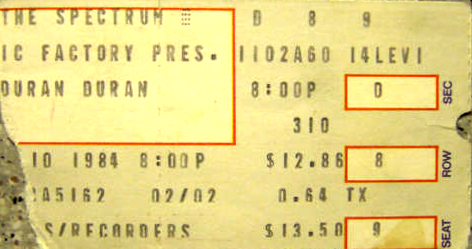 THE SPECTRUM D 8 9
IC FACTORY PRES. 1102A60 14LEVI
DURAN DURAN 8:00P D SEC
310
10 1984 8:00P $12.86 8 ROW
CA5162 02/02 0.64 TX
S/RECORDERS $13.50 9 SEAT